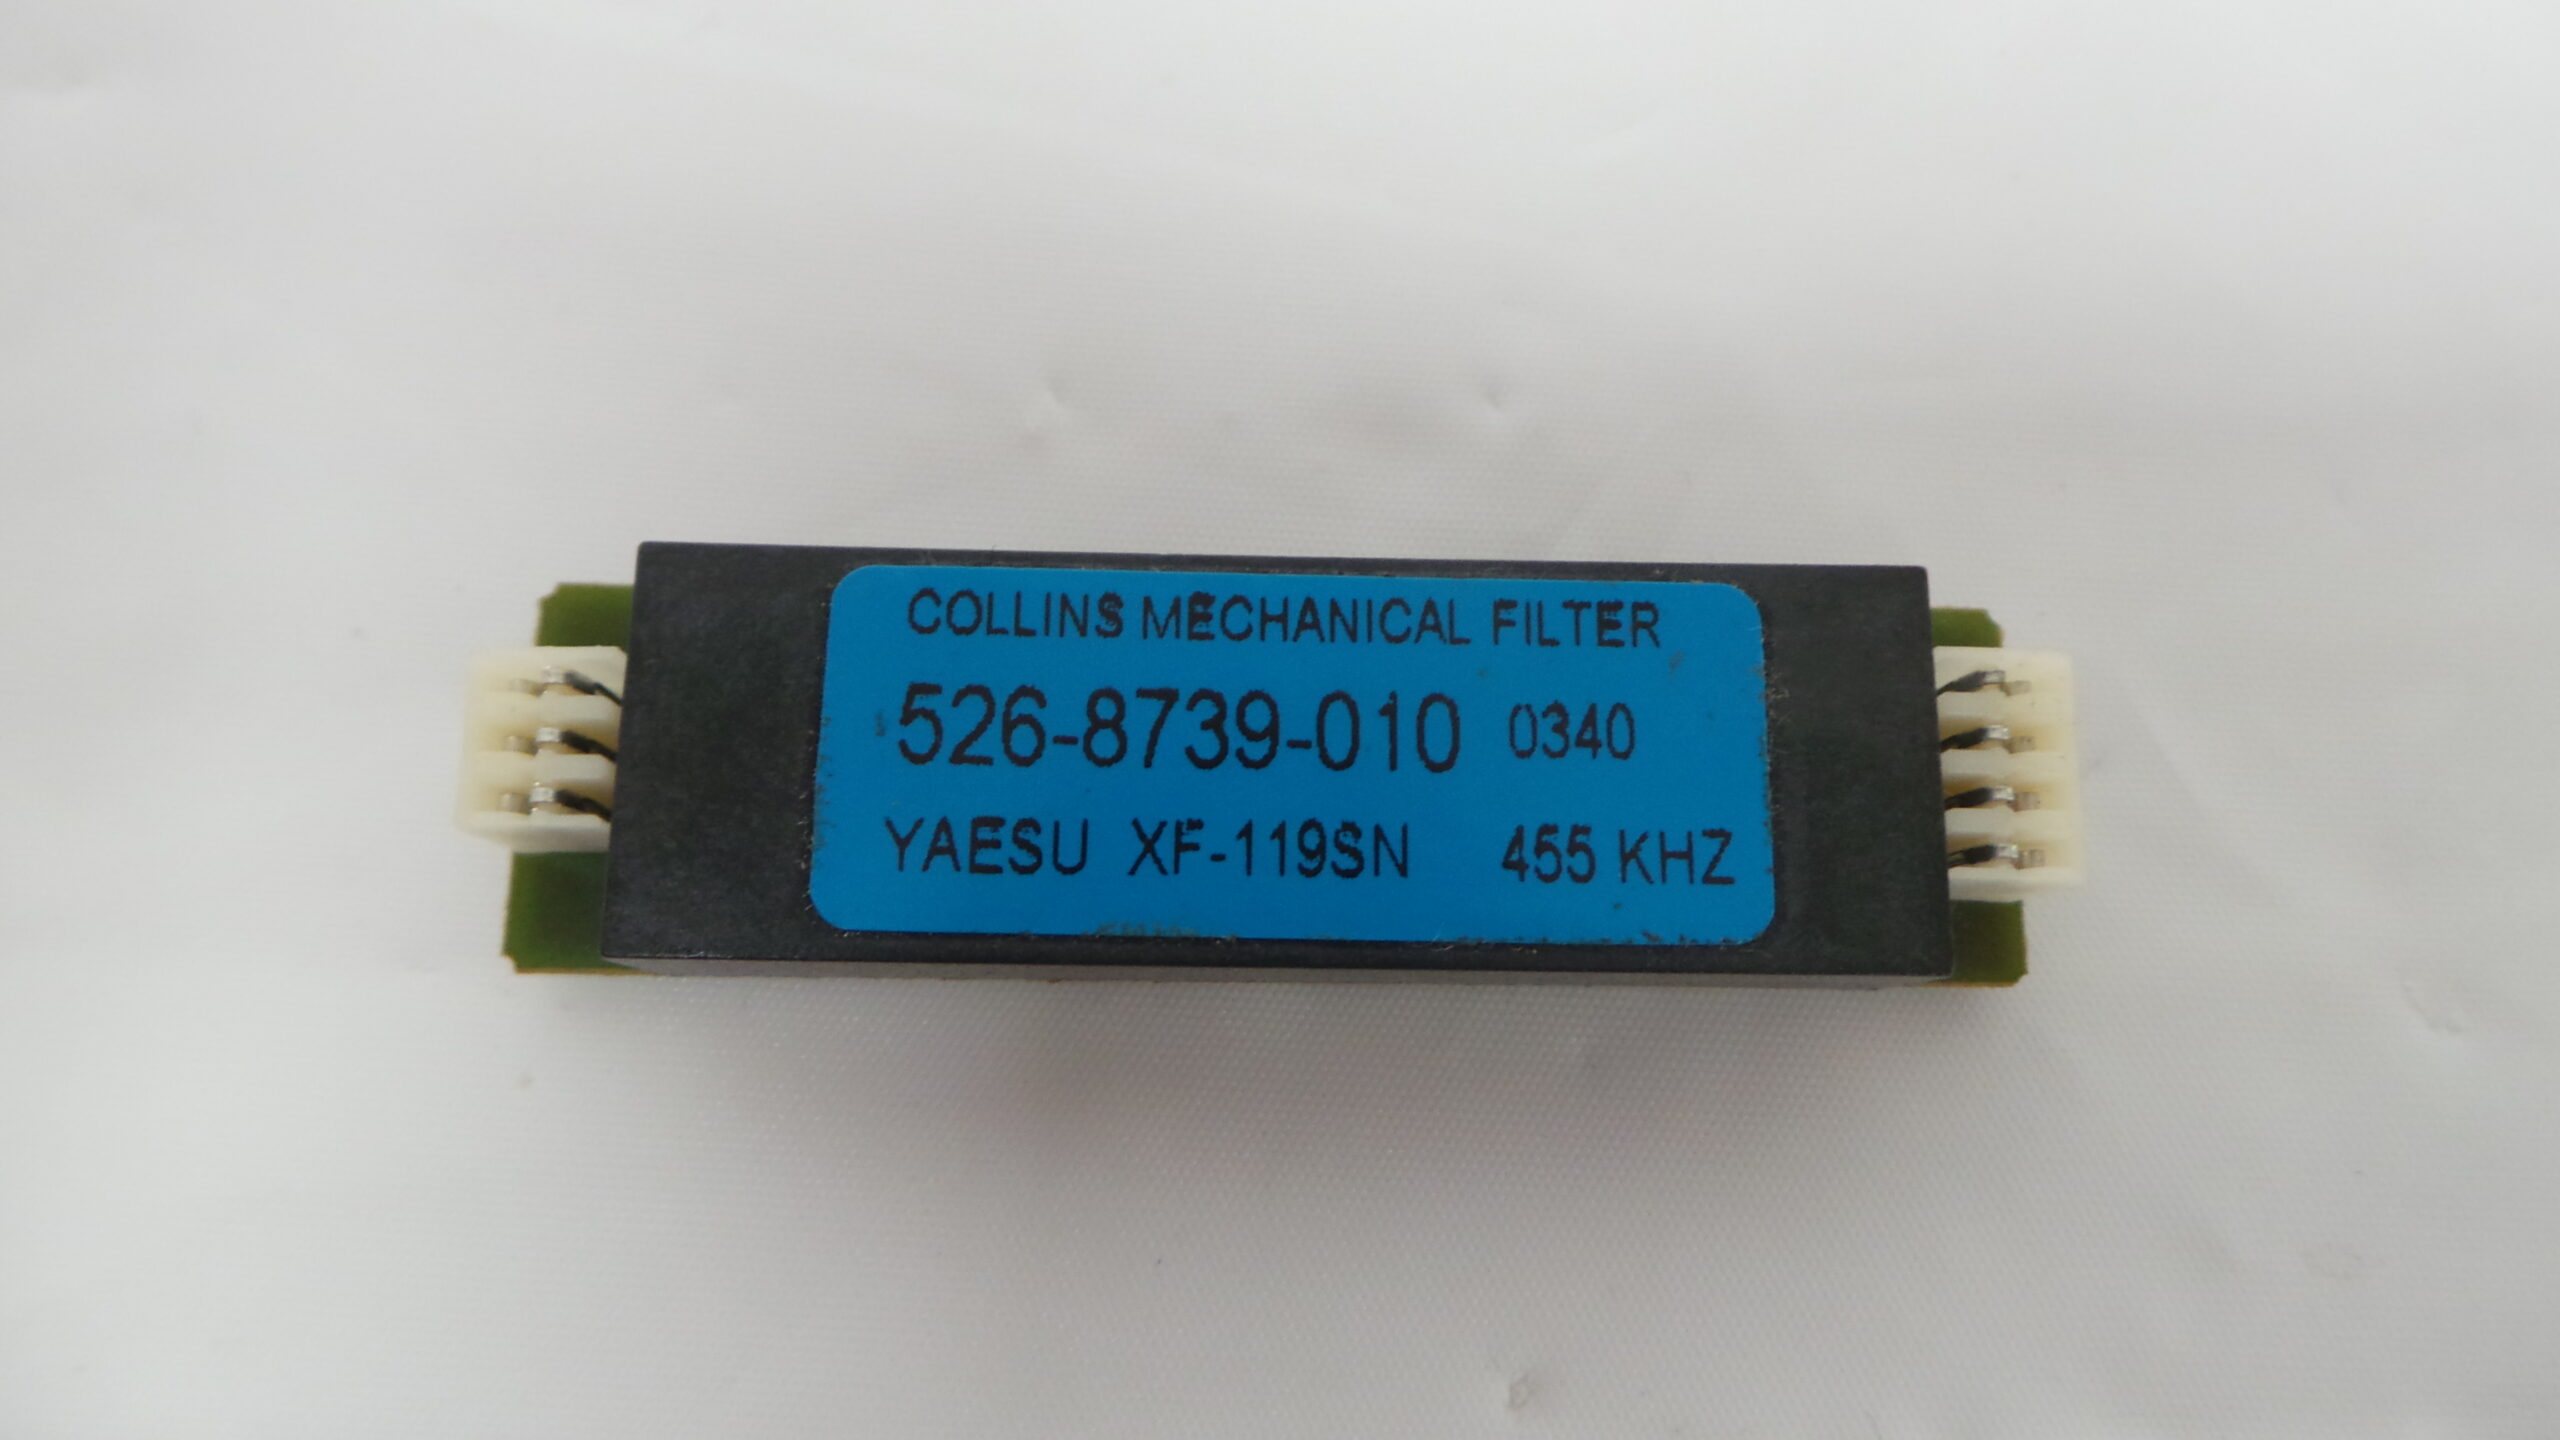 COLLINS MECHANICAL FILTER
526-8739-010 0340
YAESU XF-119SN 455 KHZ